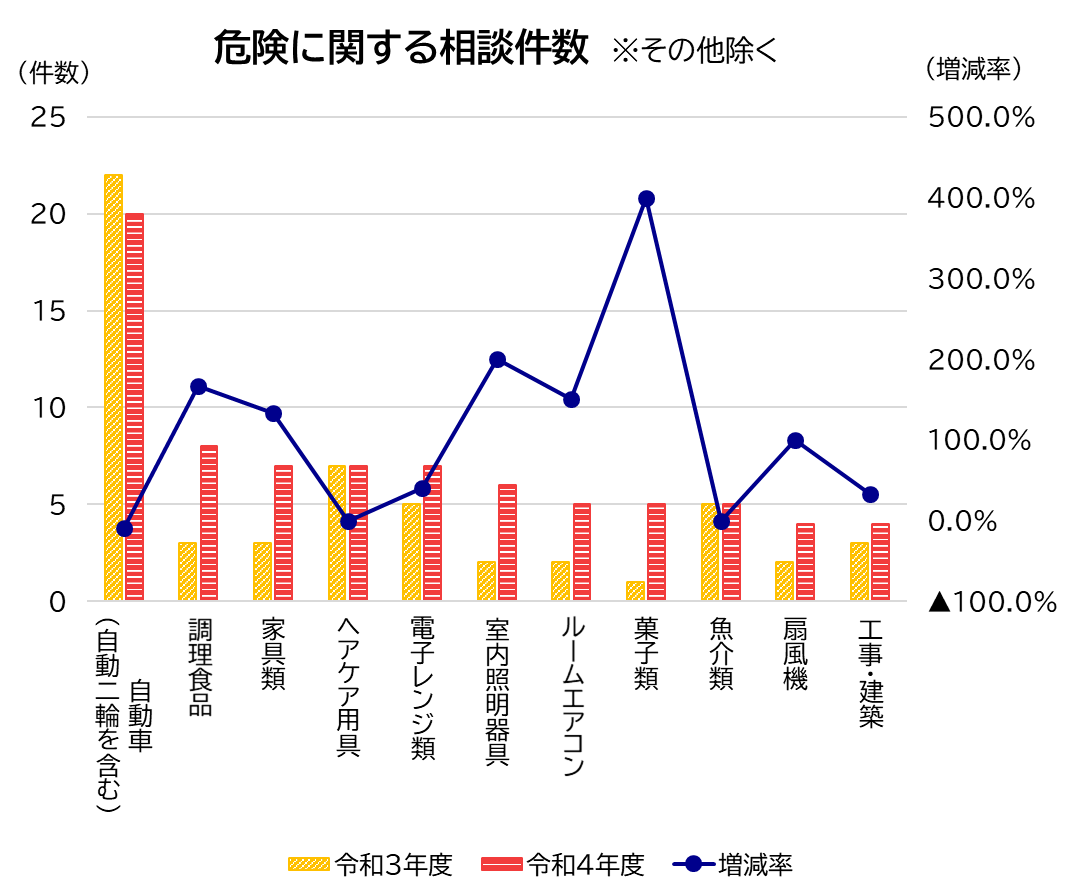 危険に関する相談件数 ※その他除く
（件数）
（増減率）
25
20
15
10
5
0
500.0%
400.0%
300.0%
200.0%
100.0%
0.0%
▲100.0%
自動車
（自動二輪を含む）
調理食品
家具類
ヘアケア用具
電子レンジ類
室内照明器具
ルームエアコン
菓子類
魚介類
扇風機
工事・建築
令和3年度
令和4年度
増減率